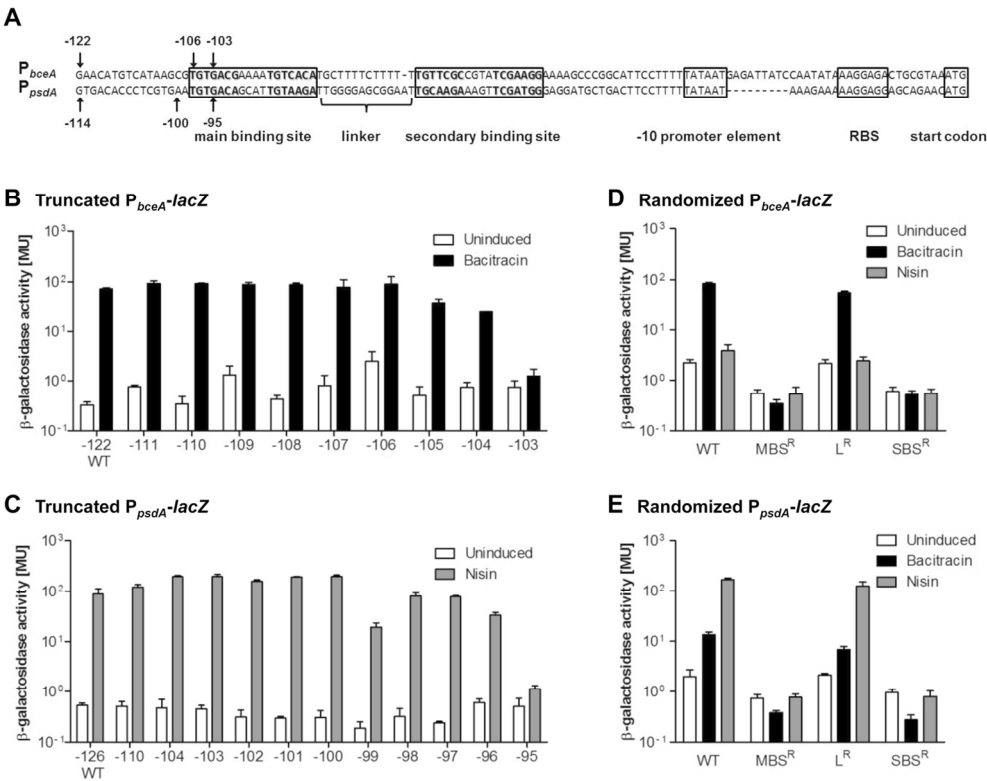 A
-122 -106 -103
PbceA GAACATGTCATAAGCGTGTGACGAAAATGTCACATGCTTTTCTTTT-TTGTTCGCCGTATCGAAGGAAAAGCCCGGCATTCCTTTTTATAATGAGATTATCCAATATAAAGGAGACTGCGTAAATG
PpsdA GTGACACCCTCGTGAATGTGACAGCATTGTAAGATTGGGGAGCGGAATTGCAAGAAAGTTCGATGGGAGGATGCTGACTTCCTTTTTATAAT---------AAAGAAAAAGGAGGAGCAGAACATG
-114 -100 -95
main binding site linker secondary binding site -10 promoter element RBS start codon
B Truncated PbceA-lacZ
β-galactosidase activity [MU]
10³
10²
10¹
10⁰
10⁻¹
Uninduced
Bacitracin
-122 -111 -110 -109 -108 -107 -106 -105 -104 -103
WT
D Randomized PbceA-lacZ
β-galactosidase activity [MU]
10³
10²
10¹
10⁰
10⁻¹
Uninduced
Bacitracin
Nisin
WT MBSᴿ Lᴿ SBSᴿ
C Truncated PpsdA-lacZ
β-galactosidase activity [MU]
10³
10²
10¹
10⁰
10⁻¹
Uninduced
Nisin
-126 -110 -104 -103 -102 -101 -100 -99 -98 -97 -96 -95
WT
E Randomized PpsdA-lacZ
β-galactosidase activity [MU]
10³
10²
10¹
10⁰
10⁻¹
Uninduced
Bacitracin
Nisin
WT MBSᴿ Lᴿ SBSᴿ